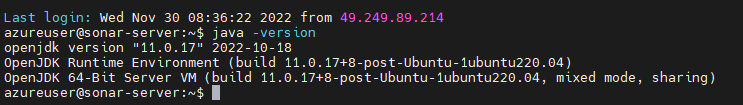 Last login: Wed Nov 30 08:36:22 2022 from 49.249.89.214
azureuser@sonar-server:~$ java -version
openjdk version "11.0.17" 2022-10-18
OpenJDK Runtime Environment (build 11.0.17+8-post-Ubuntu-1ubuntu220.04)
OpenJDK 64-Bit Server VM (build 11.0.17+8-post-Ubuntu-1ubuntu220.04, mixed mode, sharing)
azureuser@sonar-server:~$